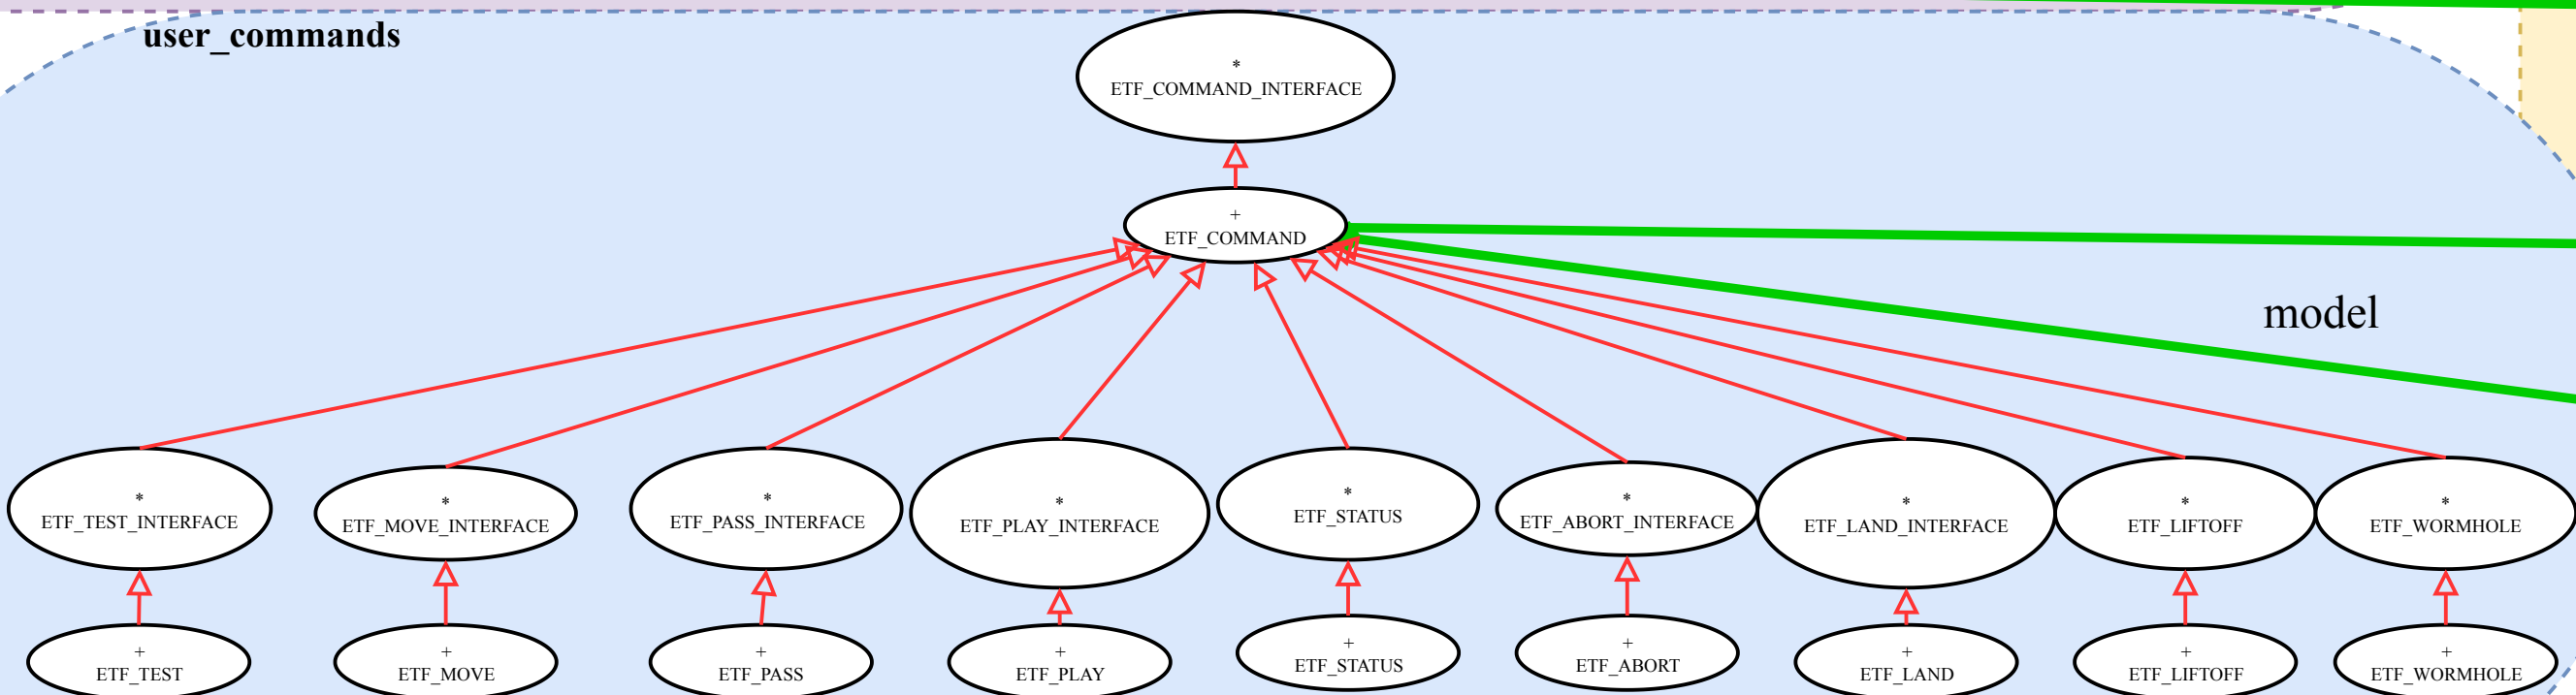 user_commands
*
ETF_COMMAND_INTERFACE
+
ETF_COMMAND
model
*
ETF_TEST_INTERFACE
*
ETF_MOVE_INTERFACE
*
ETF_PASS_INTERFACE
*
ETF_PLAY_INTERFACE
*
ETF_STATUS
*
ETF_ABORT_INTERFACE
*
ETF_LAND_INTERFACE
*
ETF_LIFTOFF
*
ETF_WORMHOLE
+
ETF_TEST
+
ETF_MOVE
+
ETF_PASS
+
ETF_PLAY
+
ETF_STATUS
+
ETF_ABORT
+
ETF_LAND
+
ETF_LIFTOFF
+
ETF_WORMHOLE